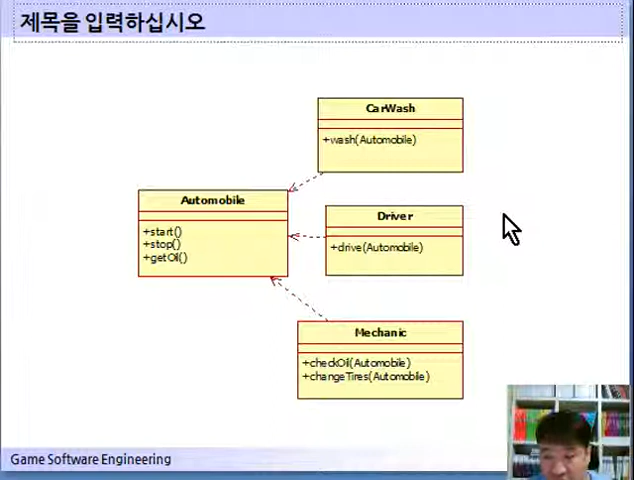 제목을 입력하십시오
CarWash
+wash(Automobile)
Automobile
+start()
+stop()
+getOil()
Driver
+drive(Automobile)
Mechanic
+checkOil(Automobile)
+changeTires(Automobile)
Game Software Engineering